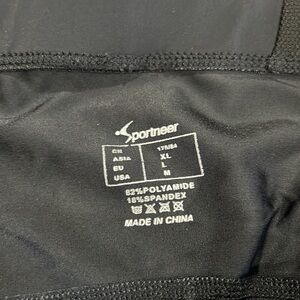 Sportneer
CN 175/84
ASIA XL
EU L
USA M
82%POLYAMIDE
18%SPANDEX
MADE IN CHINA